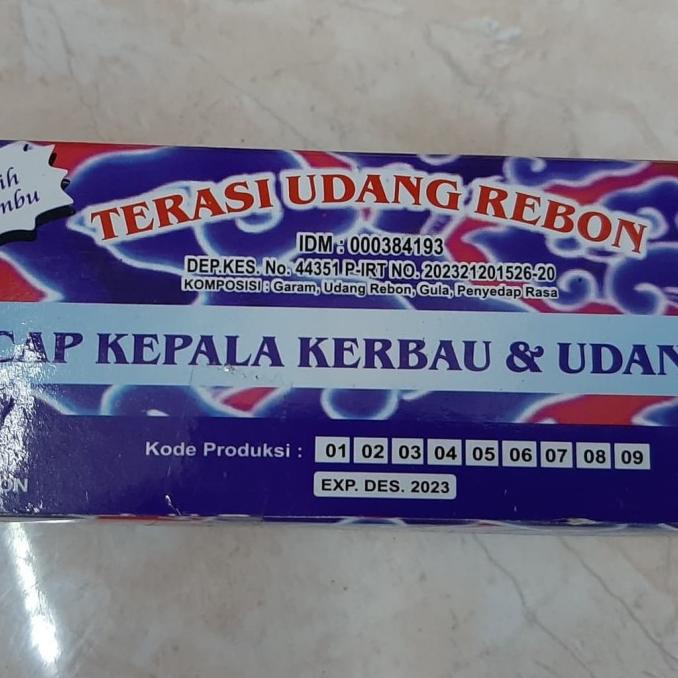 TERASI UDANG REBON
IDM : 000384193
DEP.KES. No. 44351 P-IRT NO. 202321201526-20
KOMPOSISI : Garam, Udang Rebon, Gula, Penyedap Rasa
CAP KEPALA KERBAU & UDAN
Kode Produksi : 01 02 03 04 05 06 07 08 09
EXP. DES. 2023